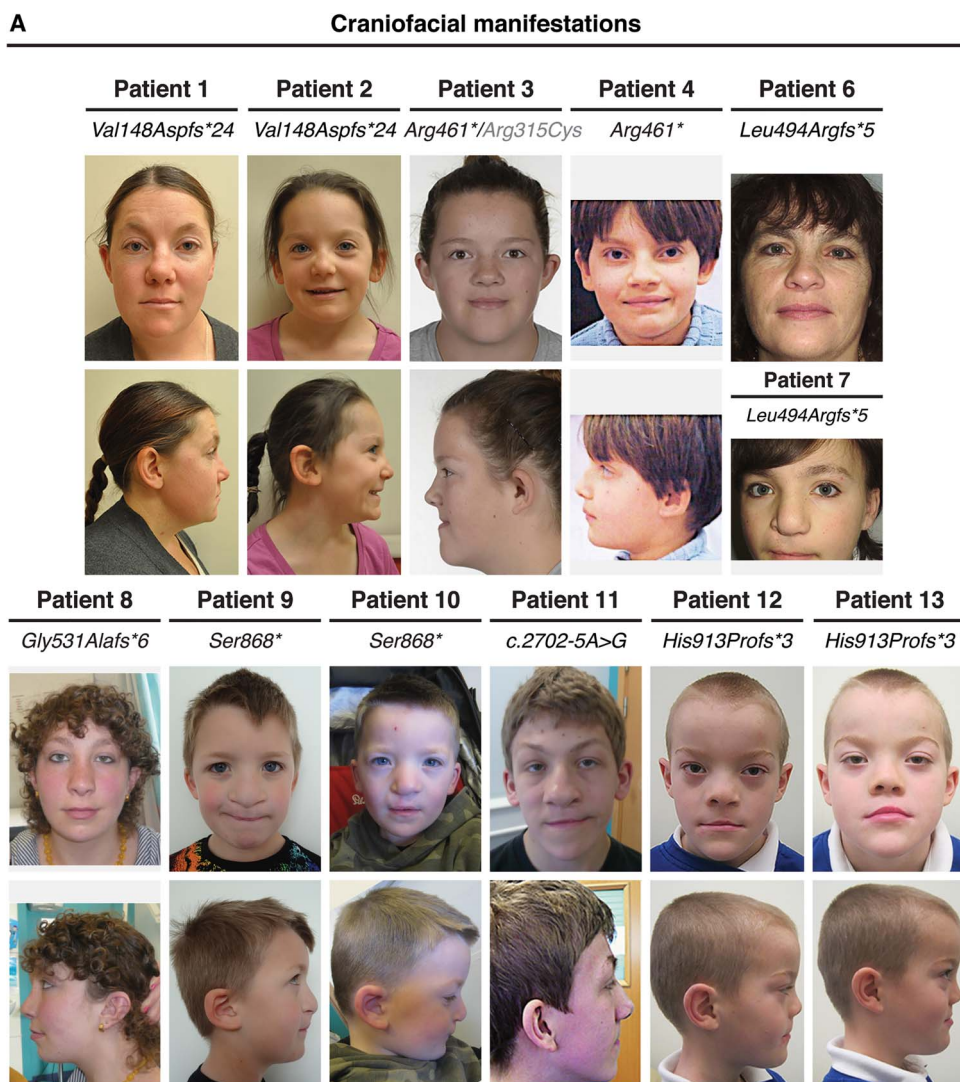 A
Craniofacial manifestations
Patient 1 Patient 2 Patient 3 Patient 4 Patient 6
Val148Aspfs*24 Val148Aspfs*24 Arg461*/Arg315Cys Arg461* Leu494Argfs*5
Patient 7
Leu494Argfs*5
Patient 8 Patient 9 Patient 10 Patient 11 Patient 12 Patient 13
Gly531Alafs*6 Ser868* Ser868* c.2702-5A>G His913Profs*3 His913Profs*3